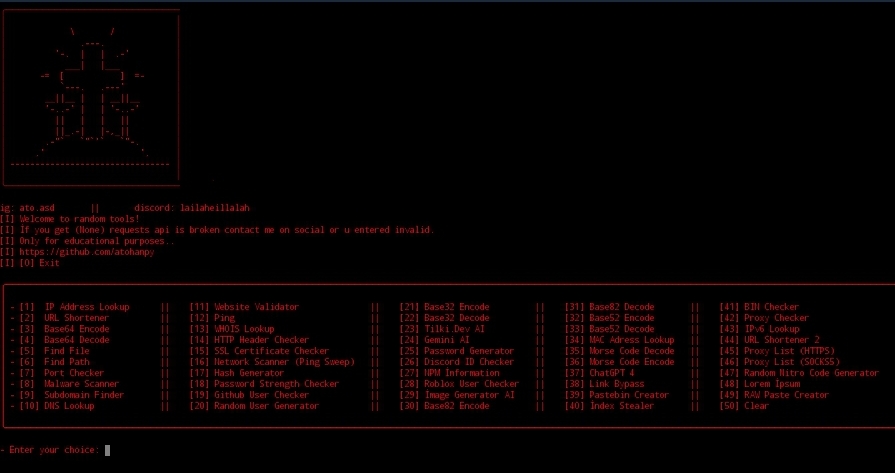 ig: ato.asd || discord: lailaheillalah
[I] Welcome to random tools!
[I] If you get (None) requests api is broken contact me on social or u entered invalid.
[I] Only for educational purposes..
[I] https://github.com/atohanpy
[I] [0] Exit
- [1] IP Address Lookup || [11] Website Validator || [21] Base32 Encode || [31] Base82 Decode || [41] BIN Checker
- [2] URL Shortener || [12] Ping || [22] Base32 Decode || [32] Base52 Encode || [42] Proxy Checker
- [3] Base64 Encode || [13] WHOIS Lookup || [23] Tilki.Dev AI || [33] Base52 Decode || [43] IPv6 Lookup
- [4] Base64 Decode || [14] HTTP Header Checker || [24] Gemini AI || [34] MAC Adress Lookup || [44] URL Shortener 2
- [5] Find File || [15] SSL Certificate Checker || [25] Password Generator || [35] Morse Code Decode || [45] Proxy List (HTTPS)
- [6] Find Path || [16] Network Scanner (Ping Sweep) || [26] Discord ID Checker || [36] Morse Code Encode || [46] Proxy List (SOCKS5)
- [7] Port Checker || [17] Hash Generator || [27] NPM Information || [37] ChatGPT 4 || [47] Random Nitro Code Generator
- [8] Malware Scanner || [18] Password Strength Checker || [28] Roblox User Checker || [38] Link Bypass || [48] Lorem Ipsum
- [9] Subdomain Finder || [19] Github User Checker || [29] Image Generator AI || [39] Pastebin Creator || [49] RAW Paste Creator
- [10] DNS Lookup || [20] Random User Generator || [30] Base82 Encode || [40] Index Stealer || [50] Clear
- Enter your choice: